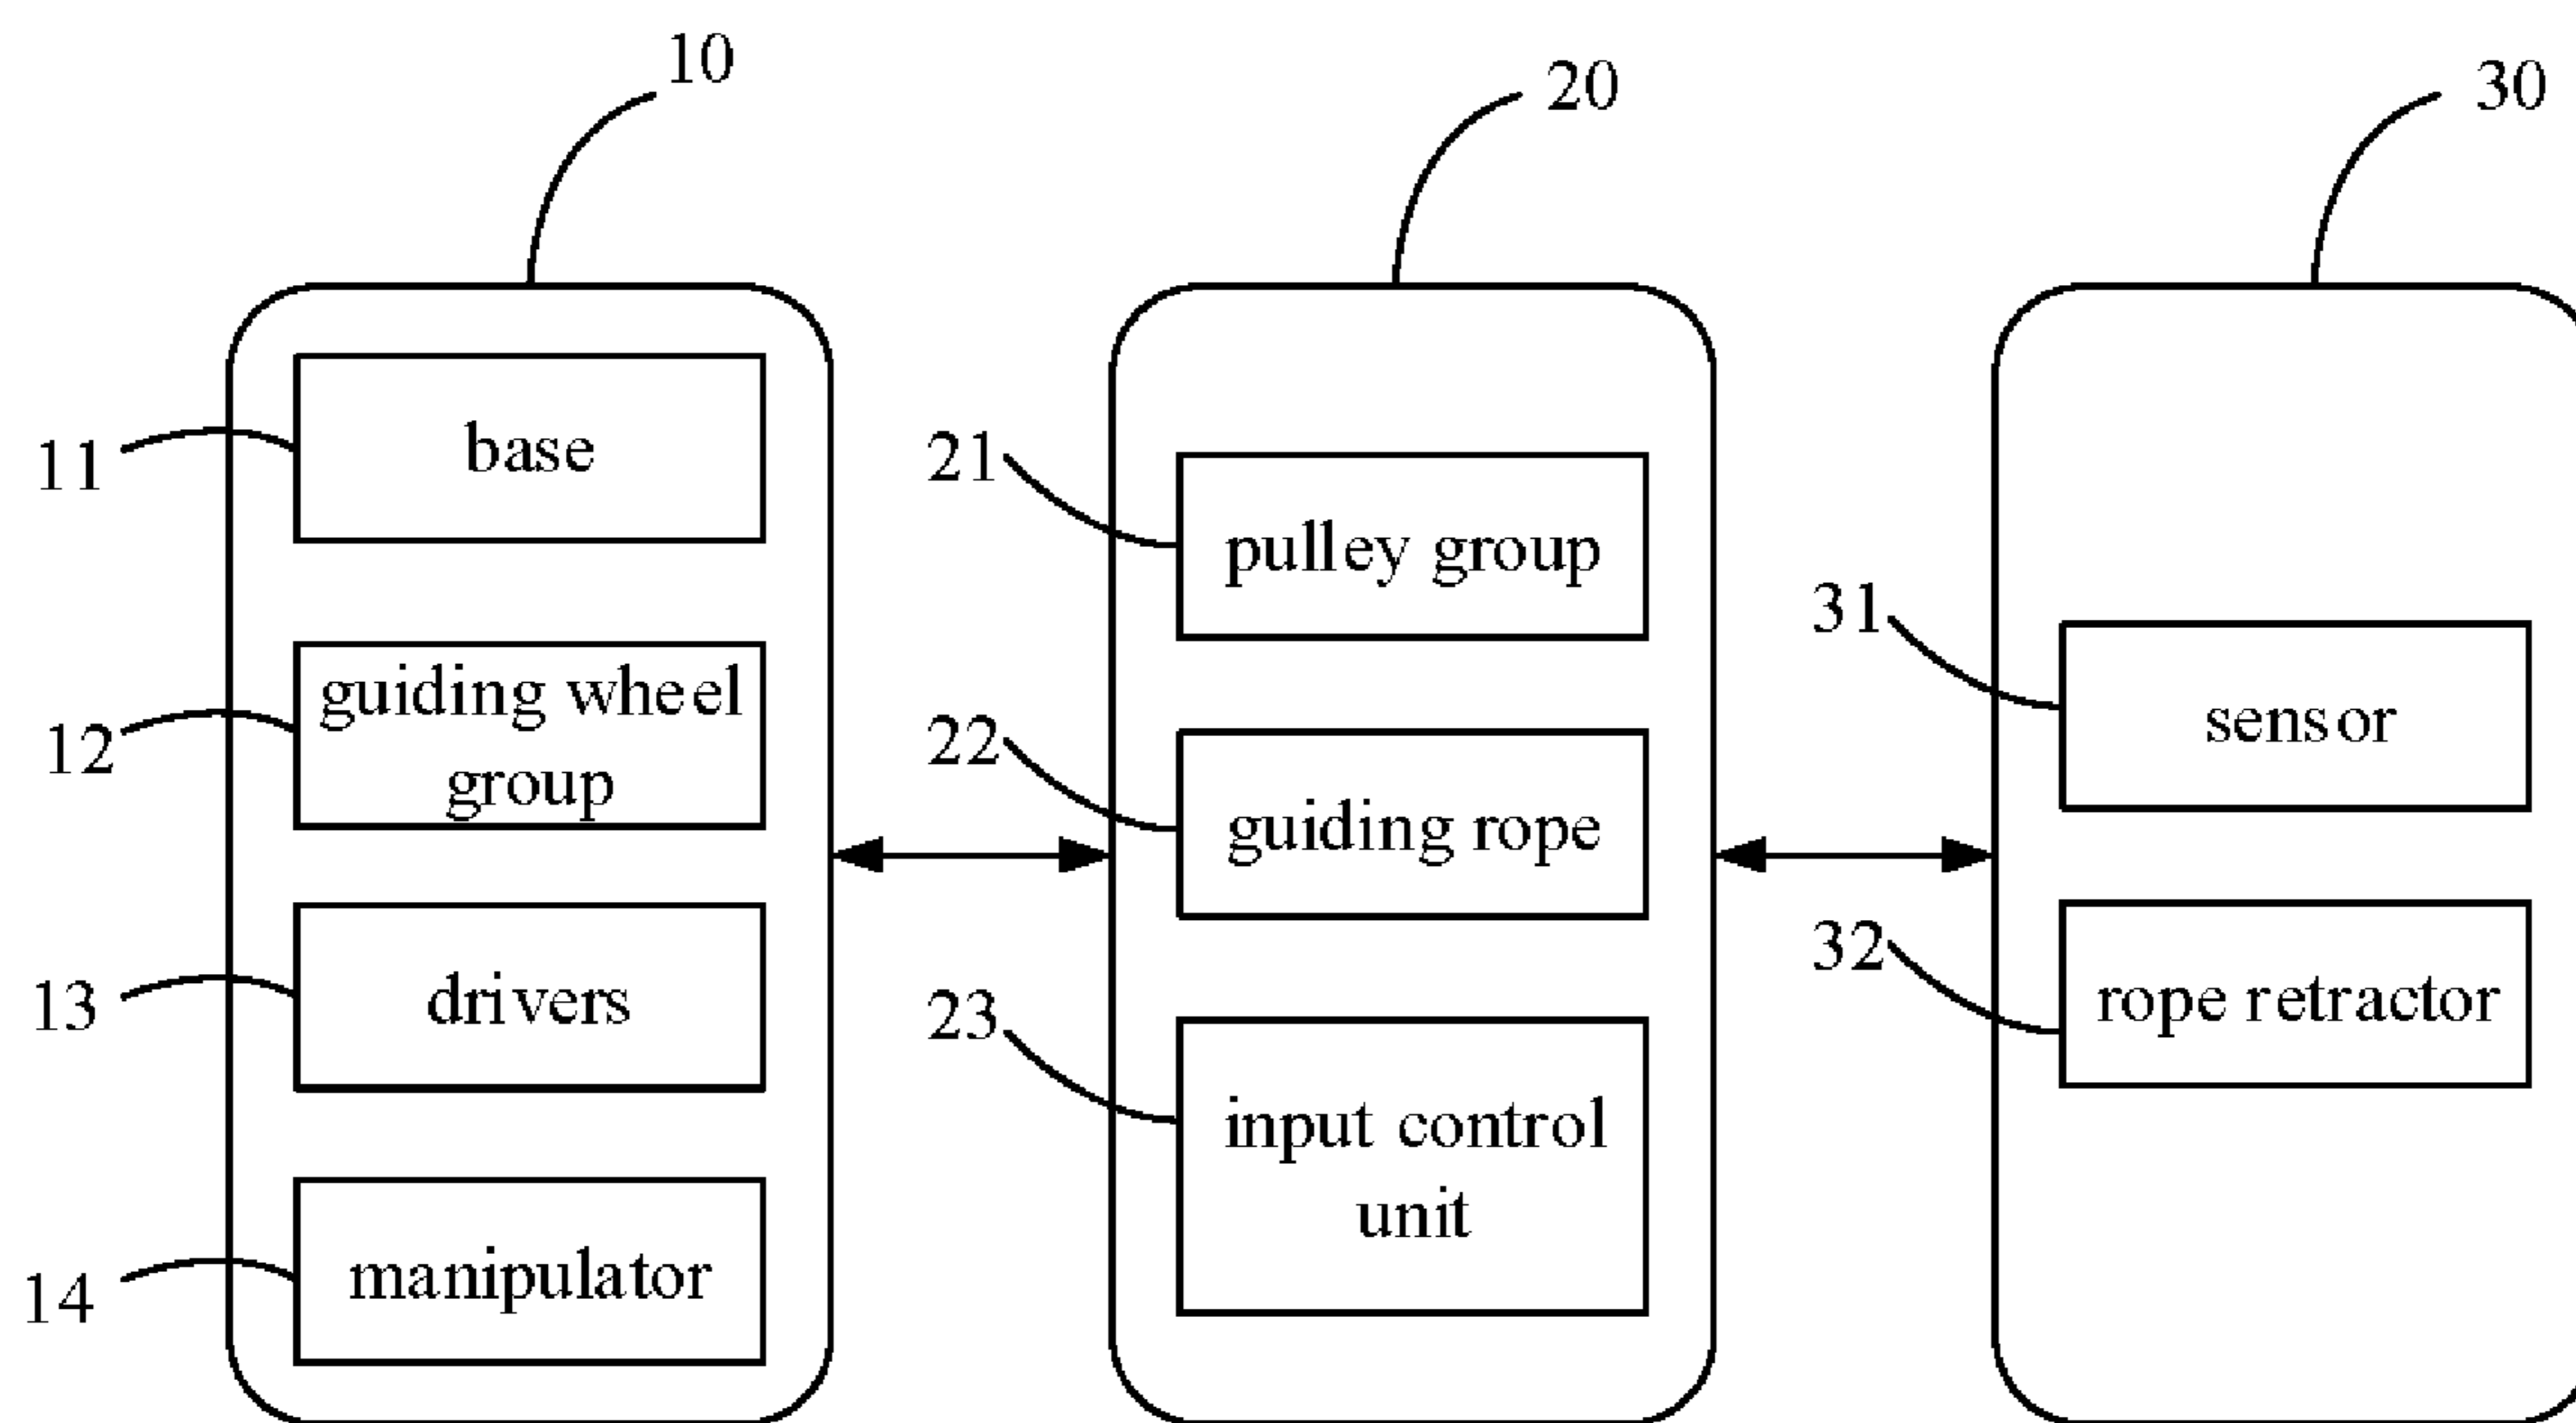 10
20
30
11
base
12
guiding wheel
group
13
drivers
14
manipulator
21
pulley group
22
guiding rope
23
input control
unit
31
sensor
32
rope retractor